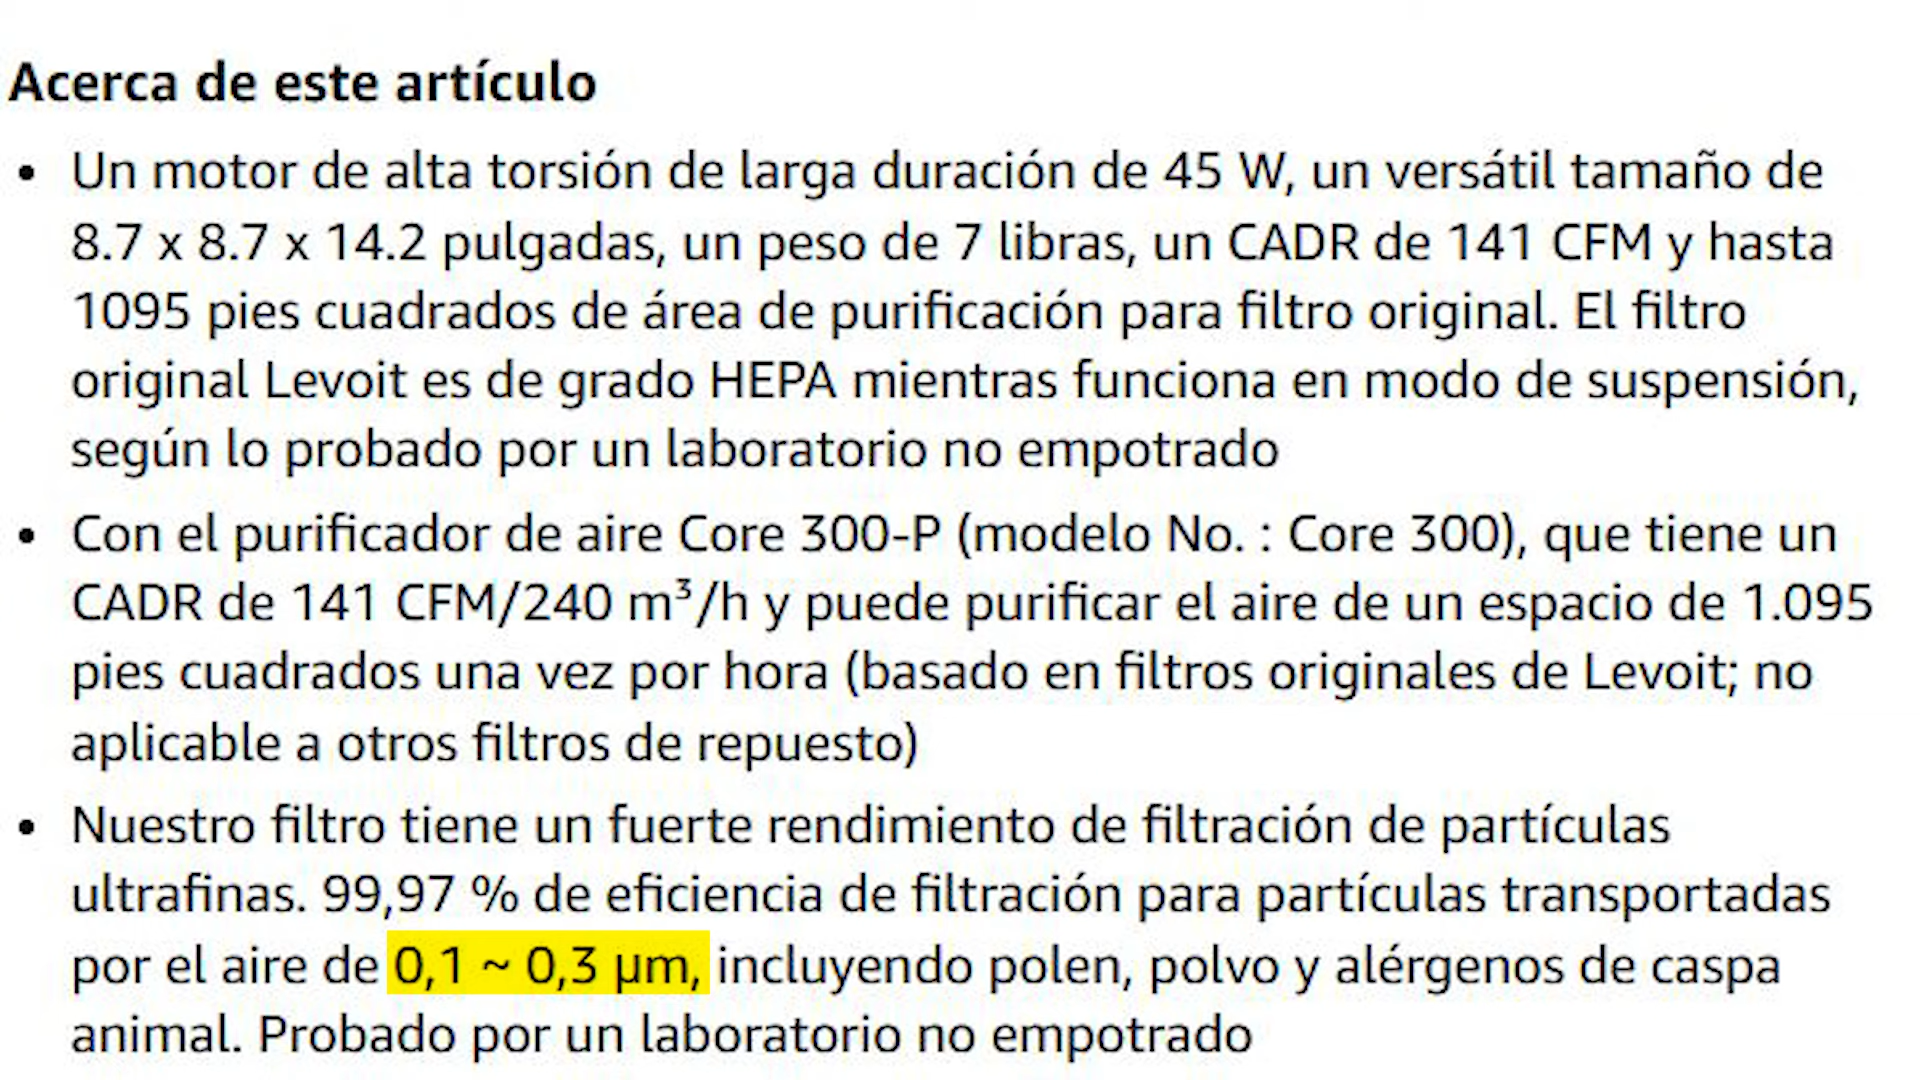 Acerca de este artículo
• Un motor de alta torsión de larga duración de 45 W, un versátil tamaño de
8.7 x 8.7 x 14.2 pulgadas, un peso de 7 libras, un CADR de 141 CFM y hasta
1095 pies cuadrados de área de purificación para filtro original. El filtro
original Levoit es de grado HEPA mientras funciona en modo de suspensión,
según lo probado por un laboratorio no empotrado
• Con el purificador de aire Core 300-P (modelo No. : Core 300), que tiene un
CADR de 141 CFM/240 m³/h y puede purificar el aire de un espacio de 1.095
pies cuadrados una vez por hora (basado en filtros originales de Levoit; no
aplicable a otros filtros de repuesto)
• Nuestro filtro tiene un fuerte rendimiento de filtración de partículas
ultrafinas. 99,97 % de eficiencia de filtración para partículas transportadas
por el aire de 0,1 ~ 0,3 μm, incluyendo polen, polvo y alérgenos de caspa
animal. Probado por un laboratorio no empotrado